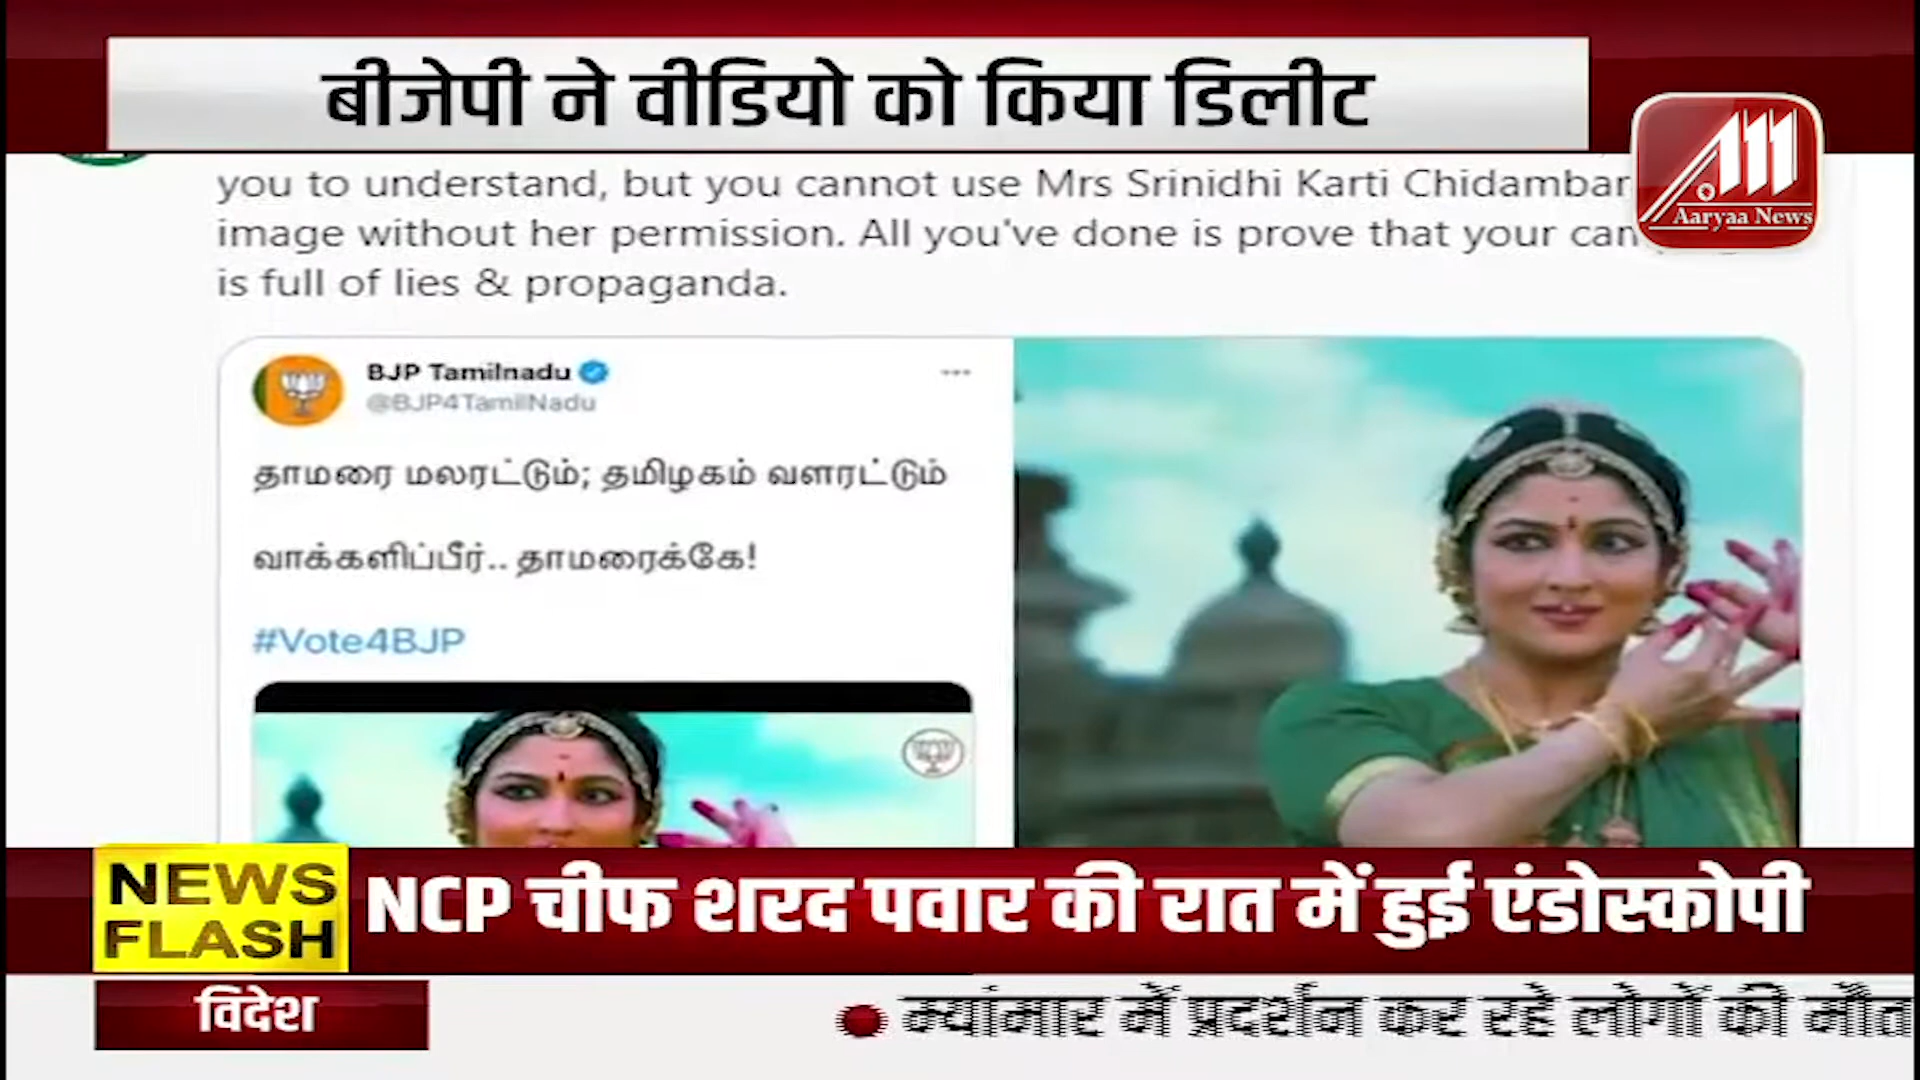 बीजेपी ने वीडियो को किया डिलीट
Aaryaa News
you to understand, but you cannot use Mrs Srinidhi Karti
image without her permission. All you've done is prove that your
is full of lies & propaganda.
BJP Tamilnadu
@BJP4TamilNadu
தாமரை மலரட்டும்; தமிழகம் வளரட்டும்
வாக்களிப்பீர்.. தாமரைக்கே!
#Vote4BJP
NEWS
FLASH
NCP चीफ शरद पवार की रात में हुई एंडोस्कोपी
विदेश
म्यांमार में प्रदर्शन कर रहे लोगों की मौत